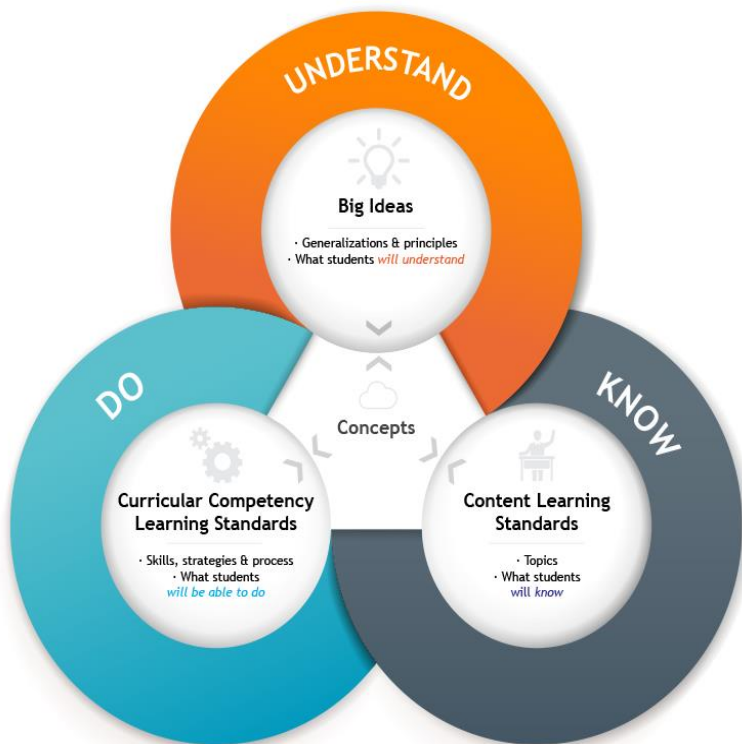 UNDERSTAND
Big Ideas
· Generalizations & principles
· What students will understand
DO
KNOW
Concepts
Curricular Competency
Learning Standards
· Skills, strategies & process
· What students
will be able to do
Content Learning
Standards
· Topics
· What students
will know